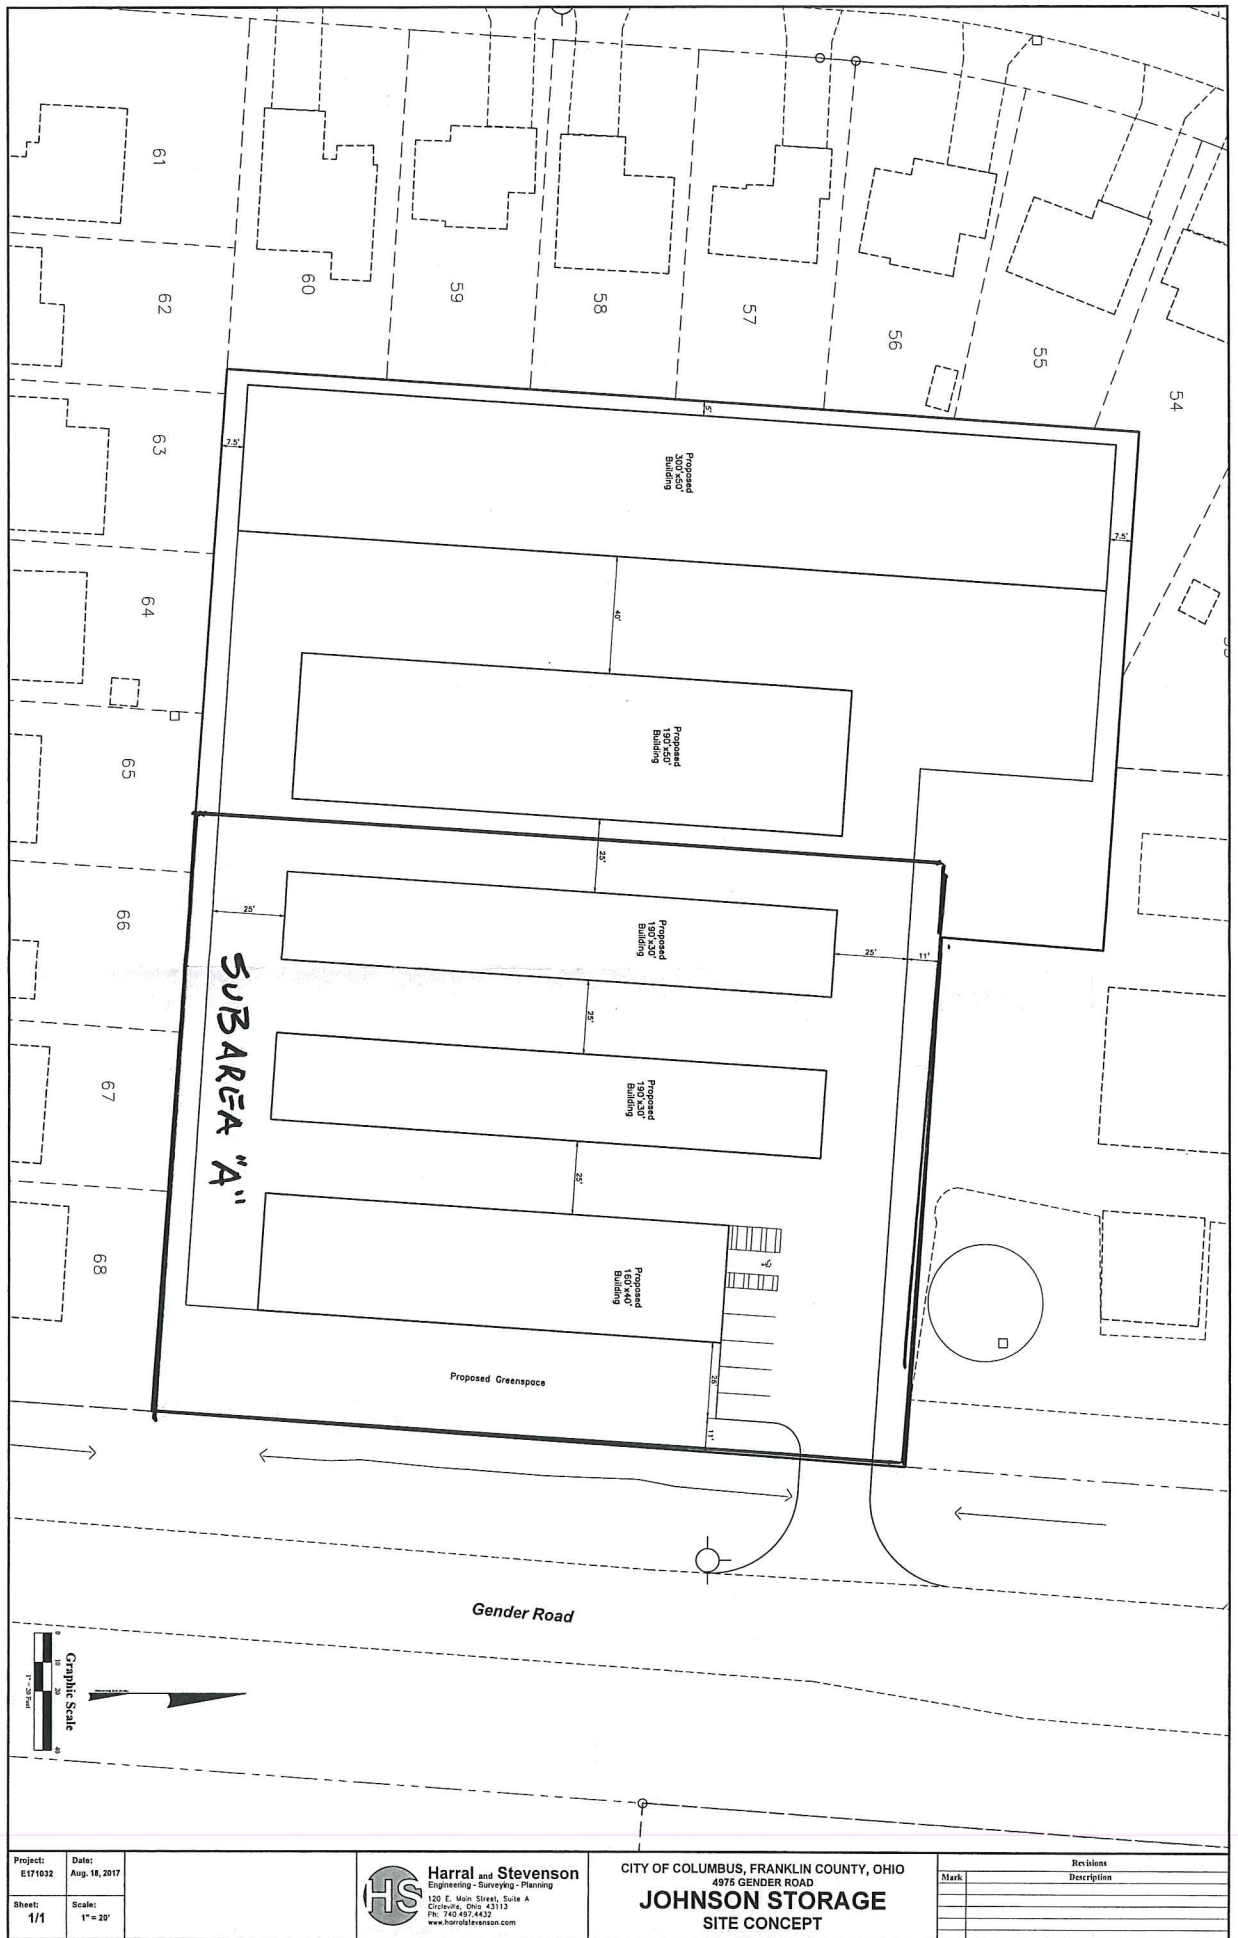 61
62
60
59
58
57
56
55
54
63
64
65
66
67
68
5'
7.5'
7.5'
Proposed
300'x50'
Building
40'
Proposed
190'x50'
Building
25'
25'
Proposed
190'x30'
Building
25'
11'
25'
SUBAREA "A"
Proposed
190'x30'
Building
25'
Proposed
160'x40'
Building
26'
11'
Proposed Greenspace
Gender Road
Graphic Scale
0 10 20 40
1" = 20 Feet
Project:
E171032
Date:
Aug. 18, 2017
Sheet:
1/1
Scale:
1" = 20'
HS
Harral and Stevenson
Engineering - Surveying - Planning
120 E. Main Street, Suite A
Circleville, Ohio 43113
Ph: 740.497.4432
www.harralstevenson.com
CITY OF COLUMBUS, FRANKLIN COUNTY, OHIO
4975 GENDER ROAD
JOHNSON STORAGE
SITE CONCEPT
Revisions
Mark Description